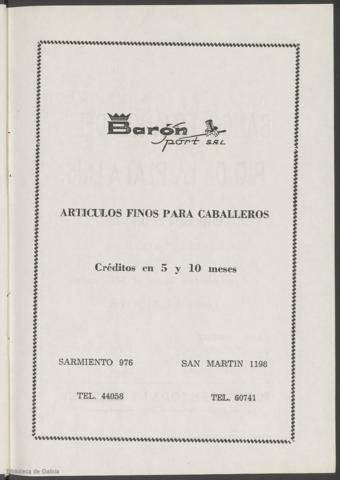 Barón
Sport S.R.L
ARTICULOS FINOS PARA CABALLEROS
Créditos en 5 y 10 meses
SARMIENTO 976 SAN MARTIN 1198
TEL. 44058 TEL. 60741
Biblioteca de Galicia